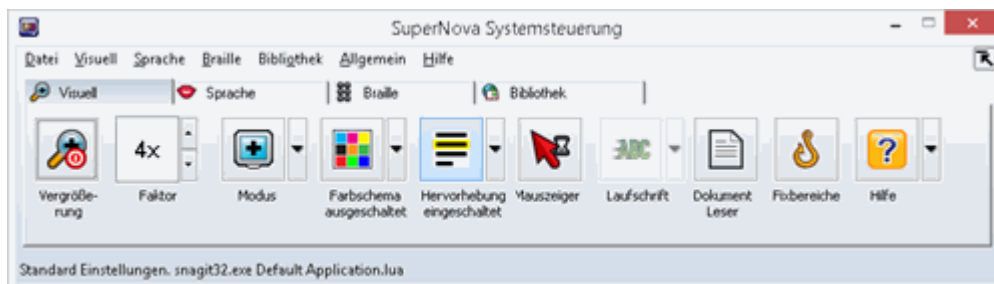 SuperNova Systemsteuerung
Datei Visuell Sprache Braille Bibliothek Allgemein Hilfe
Visuell Sprache Braille Bibliothek
4x ABC ?
Vergröße- Faktor Modus Farbschema Hervorhebung Mauszeiger Laufschrift Dokument Fixbereiche Hilfe
rung ausgeschaltet eingeschaltet Leser
Standard Einstellungen. snagit32.exe Default Application.lua